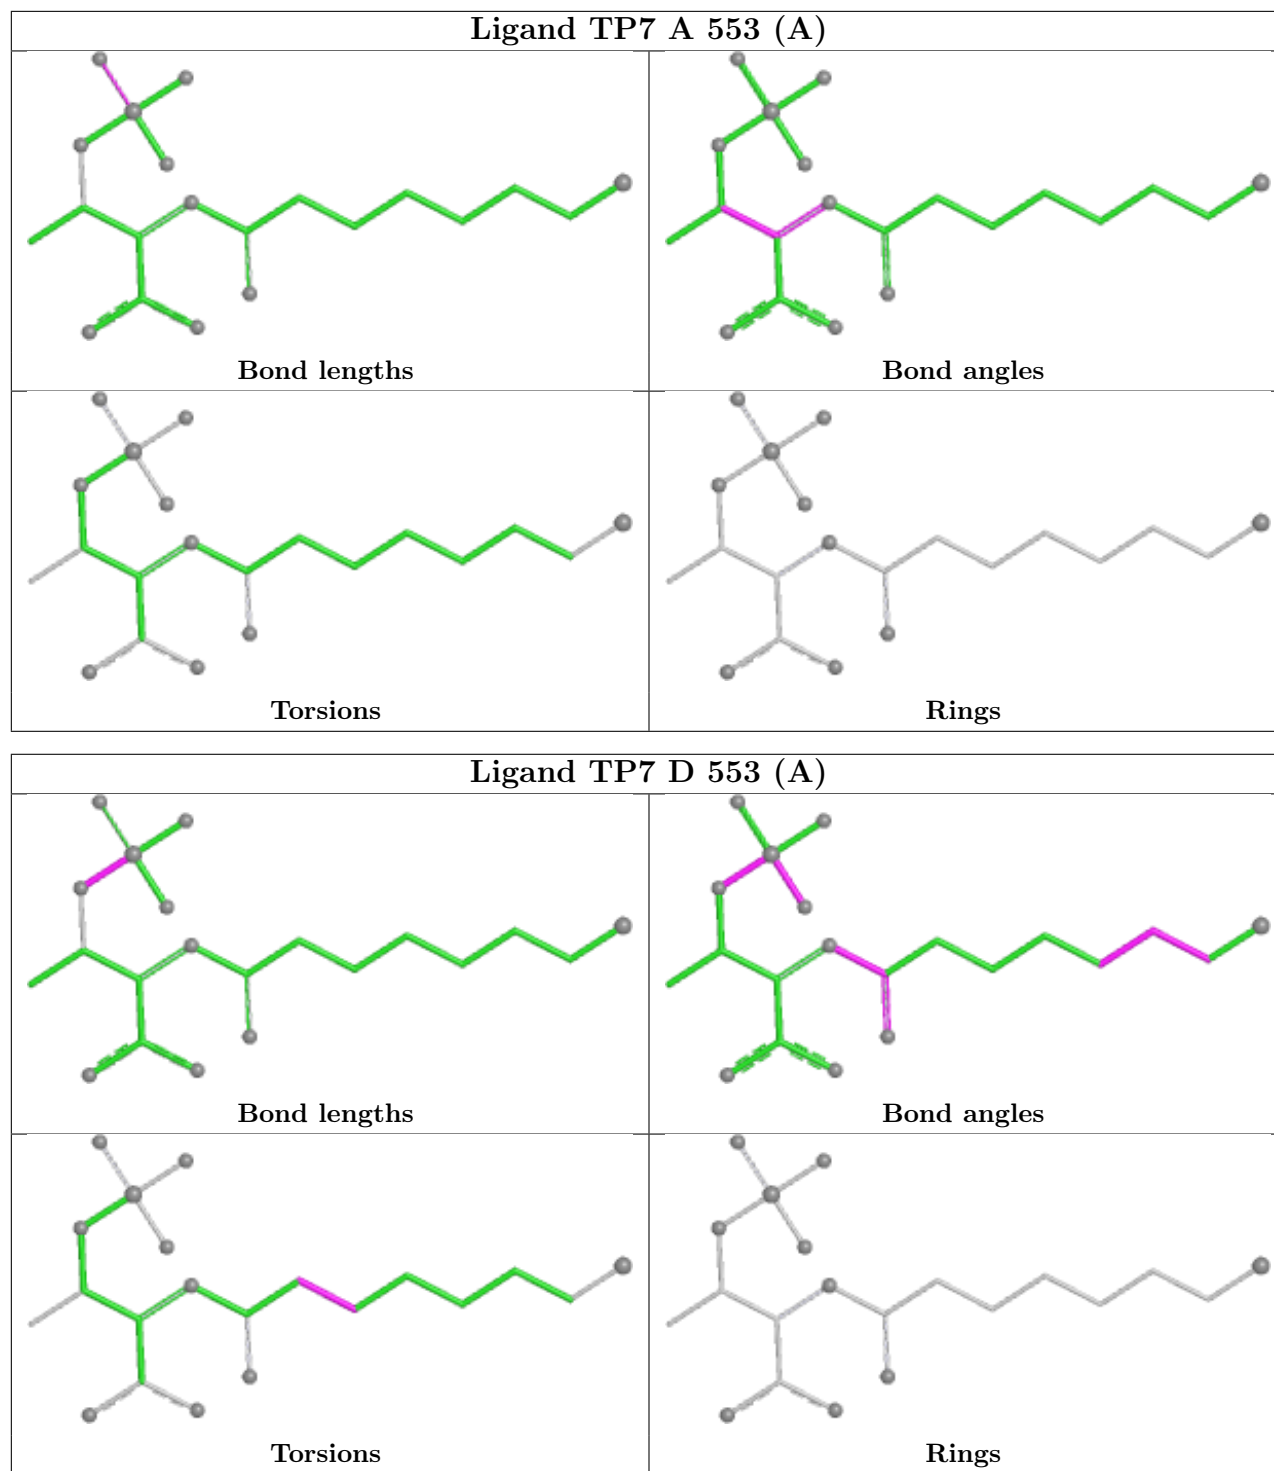 Ligand TP7 A 553 (A)
Bond lengths
Bond angles
Torsions
Rings
Ligand TP7 D 553 (A)
Bond lengths
Bond angles
Torsions
Rings